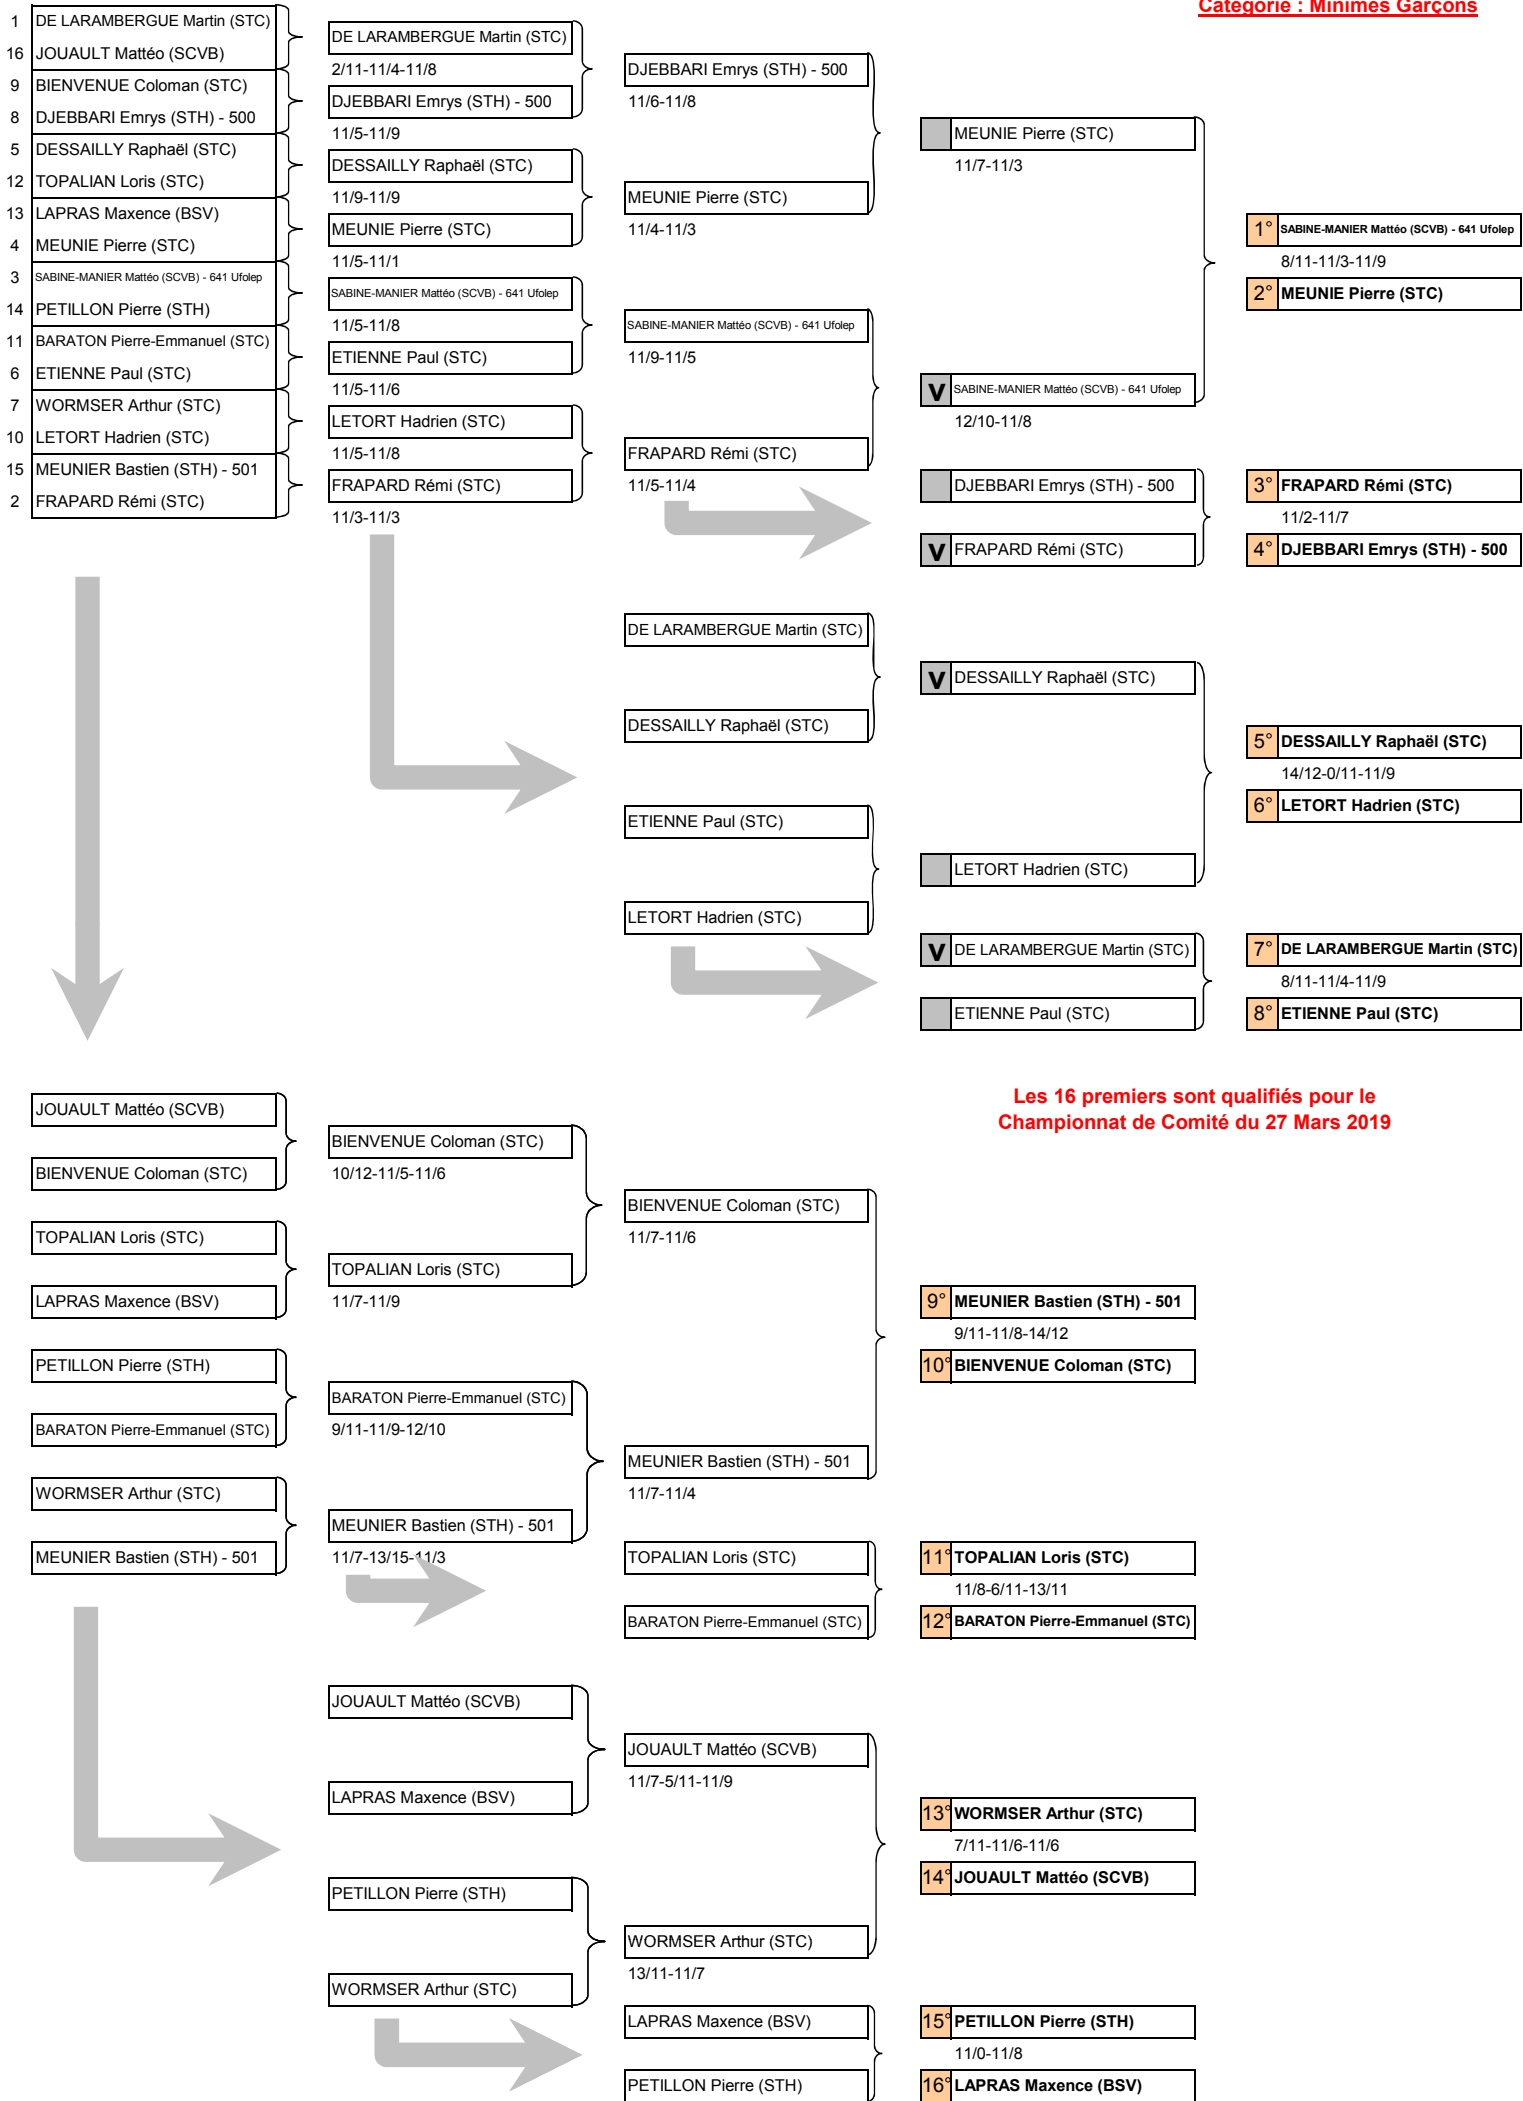 Catégorie : Minimes Garçons
1 DE LARAMBERGUE Martin (STC)
16 JOUAULT Mattéo (SCVB)
9 BIENVENUE Coloman (STC)
8 DJEBBARI Emrys (STH) - 500
5 DESSAILLY Raphaël (STC)
12 TOPALIAN Loris (STC)
13 LAPRAS Maxence (BSV)
4 MEUNIE Pierre (STC)
3 SABINE-MANIER Mattéo (SCVB) - 641 Ufolep
14 PETILLON Pierre (STH)
11 BARATON Pierre-Emmanuel (STC)
6 ETIENNE Paul (STC)
7 WORMSER Arthur (STC)
10 LETORT Hadrien (STC)
15 MEUNIER Bastien (STH) - 501
2 FRAPARD Rémi (STC)
DE LARAMBERGUE Martin (STC)
2/11-11/4-11/8
DJEBBARI Emrys (STH) - 500
11/5-11/9
DESSAILLY Raphaël (STC)
11/9-11/9
MEUNIE Pierre (STC)
11/5-11/1
SABINE-MANIER Mattéo (SCVB) - 641 Ufolep
11/5-11/8
ETIENNE Paul (STC)
11/5-11/6
LETORT Hadrien (STC)
11/5-11/8
FRAPARD Rémi (STC)
11/3-11/3
DJEBBARI Emrys (STH) - 500
11/6-11/8
MEUNIE Pierre (STC)
11/4-11/3
SABINE-MANIER Mattéo (SCVB) - 641 Ufolep
11/9-11/5
FRAPARD Rémi (STC)
11/5-11/4
MEUNIE Pierre (STC)
11/7-11/3
V SABINE-MANIER Mattéo (SCVB) - 641 Ufolep
12/10-11/8
DJEBBARI Emrys (STH) - 500
V FRAPARD Rémi (STC)
1° SABINE-MANIER Mattéo (SCVB) - 641 Ufolep
8/11-11/3-11/9
2° MEUNIE Pierre (STC)
3° FRAPARD Rémi (STC)
11/2-11/7
4° DJEBBARI Emrys (STH) - 500
DE LARAMBERGUE Martin (STC)
DESSAILLY Raphaël (STC)
ETIENNE Paul (STC)
LETORT Hadrien (STC)
V DESSAILLY Raphaël (STC)
LETORT Hadrien (STC)
V DE LARAMBERGUE Martin (STC)
ETIENNE Paul (STC)
5° DESSAILLY Raphaël (STC)
14/12-0/11-11/9
6° LETORT Hadrien (STC)
7° DE LARAMBERGUE Martin (STC)
8/11-11/4-11/9
8° ETIENNE Paul (STC)
Les 16 premiers sont qualifiés pour le
Championnat de Comité du 27 Mars 2019
JOUAULT Mattéo (SCVB)
BIENVENUE Coloman (STC)
TOPALIAN Loris (STC)
LAPRAS Maxence (BSV)
PETILLON Pierre (STH)
BARATON Pierre-Emmanuel (STC)
WORMSER Arthur (STC)
MEUNIER Bastien (STH) - 501
BIENVENUE Coloman (STC)
10/12-11/5-11/6
TOPALIAN Loris (STC)
11/7-11/9
BARATON Pierre-Emmanuel (STC)
9/11-11/9-12/10
MEUNIER Bastien (STH) - 501
11/7-13/15-11/3
BIENVENUE Coloman (STC)
11/7-11/6
MEUNIER Bastien (STH) - 501
11/7-11/4
TOPALIAN Loris (STC)
BARATON Pierre-Emmanuel (STC)
9° MEUNIER Bastien (STH) - 501
9/11-11/8-14/12
10° BIENVENUE Coloman (STC)
11° TOPALIAN Loris (STC)
11/8-6/11-13/11
12° BARATON Pierre-Emmanuel (STC)
JOUAULT Mattéo (SCVB)
LAPRAS Maxence (BSV)
PETILLON Pierre (STH)
WORMSER Arthur (STC)
JOUAULT Mattéo (SCVB)
11/7-5/11-11/9
WORMSER Arthur (STC)
13/11-11/7
LAPRAS Maxence (BSV)
PETILLON Pierre (STH)
13° WORMSER Arthur (STC)
7/11-11/6-11/6
14° JOUAULT Mattéo (SCVB)
15° PETILLON Pierre (STH)
11/0-11/8
16° LAPRAS Maxence (BSV)